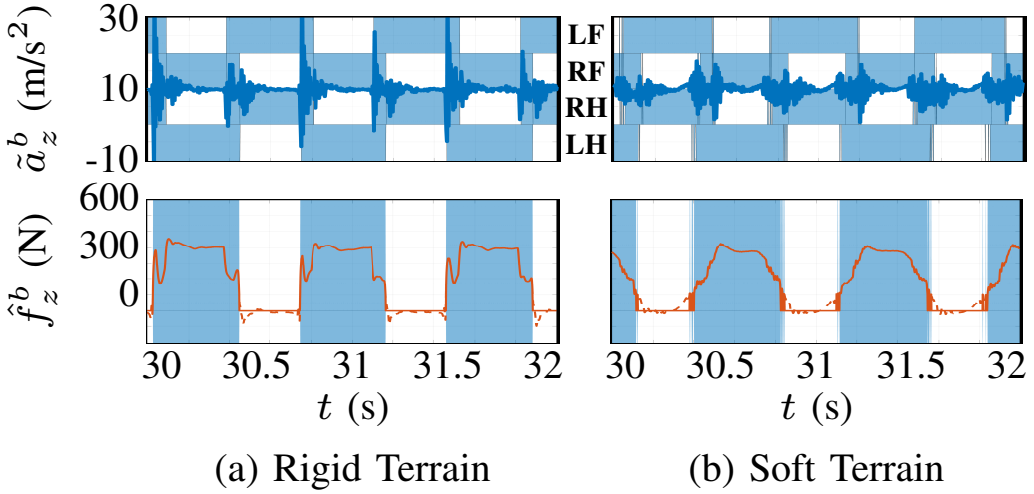 30
10
-10
ã_z^b (m/s²)
LF
RF
RH
LH
600
300
0
f̂_z^b (N)
30 30.5 31 31.5 32
30 30.5 31 31.5 32
t (s)
t (s)
(a) Rigid Terrain
(b) Soft Terrain